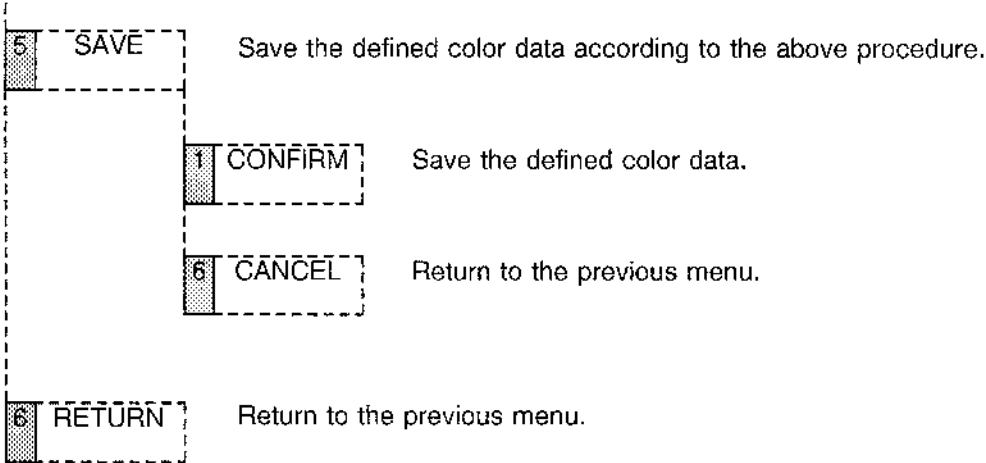 5 SAVE Save the defined color data according to the above procedure.
1 CONFIRM Save the defined color data.
6 CANCEL Return to the previous menu.
6 RETURN Return to the previous menu.